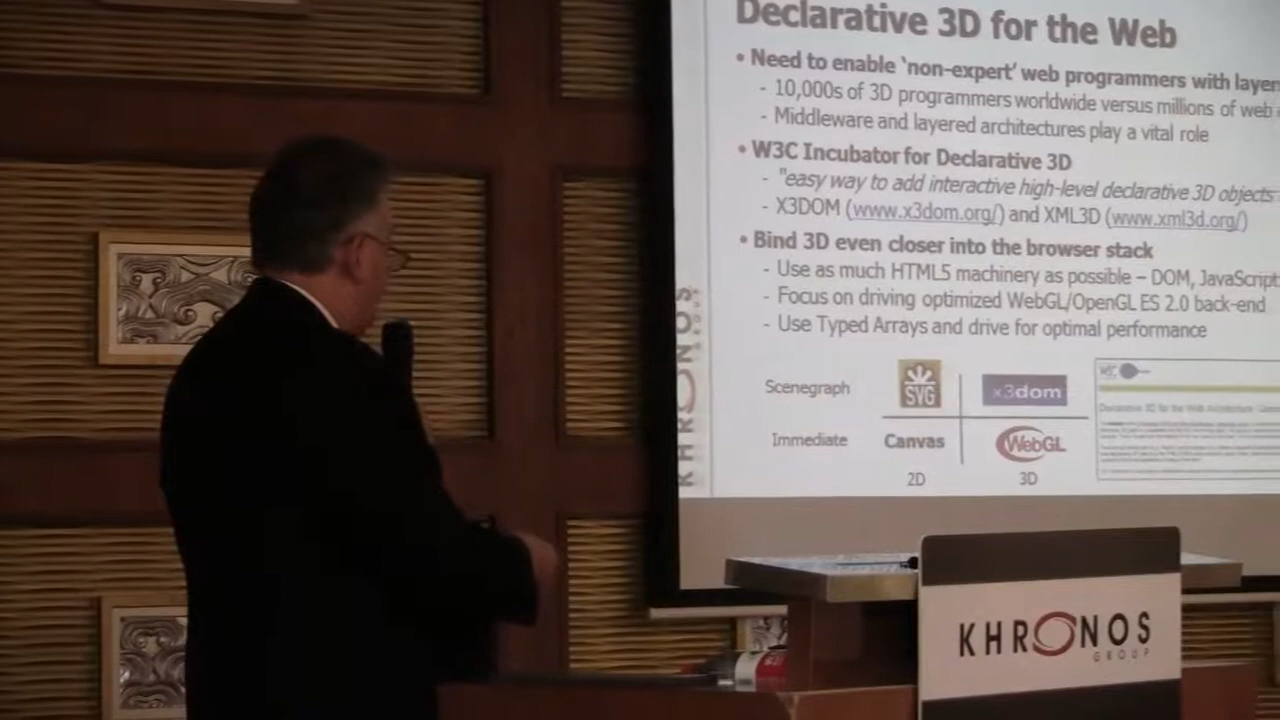 Declarative 3D for the Web
• Need to enable ‘non-expert’ web programmers with
- 10,000s of 3D programmers worldwide versus millions of web
- Middleware and layered architectures play a vital role
• W3C Incubator for Declarative 3D
- "easy way to add interactive high-level declarative 3D objects
- X3DOM (www.x3dom.org/) and XML3D (www.xml3d.org/)
• Bind 3D even closer into the browser stack
- Use as much HTML5 machinery as possible – DOM, JavaScript
- Focus on driving optimized WebGL/OpenGL ES 2.0 back-end
- Use Typed Arrays and drive for optimal performance
Scenegraph SVG x3dom
Immediate Canvas WebGL
2D 3D
KHRONOS
KHRONOS
GROUP